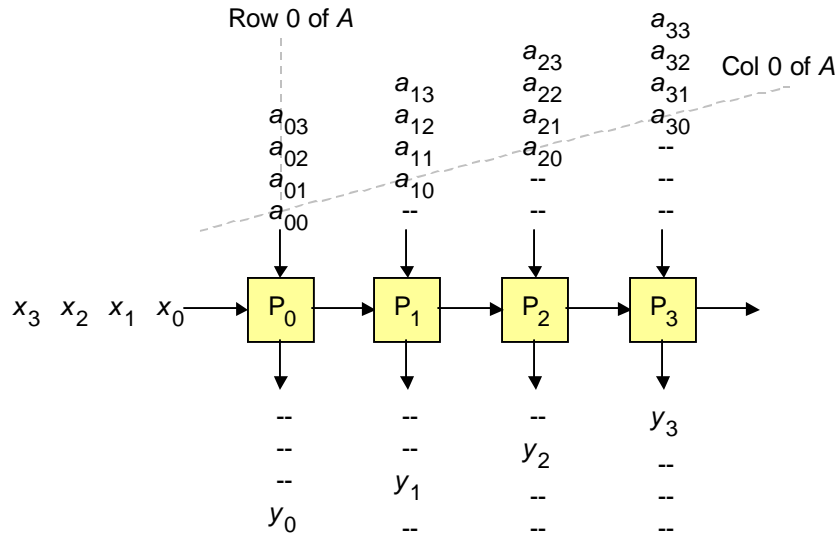 Row 0 of A
Col 0 of A
a33
a23 a32
a13 a22 a31
a03 a12 a21 a30
a02 a11 a20 --
a01 a10 -- --
a00 -- -- --
x3 x2 x1 x0 P0 P1 P2 P3
-- -- -- y3
-- -- y2 --
-- y1 -- --
y0 -- -- --